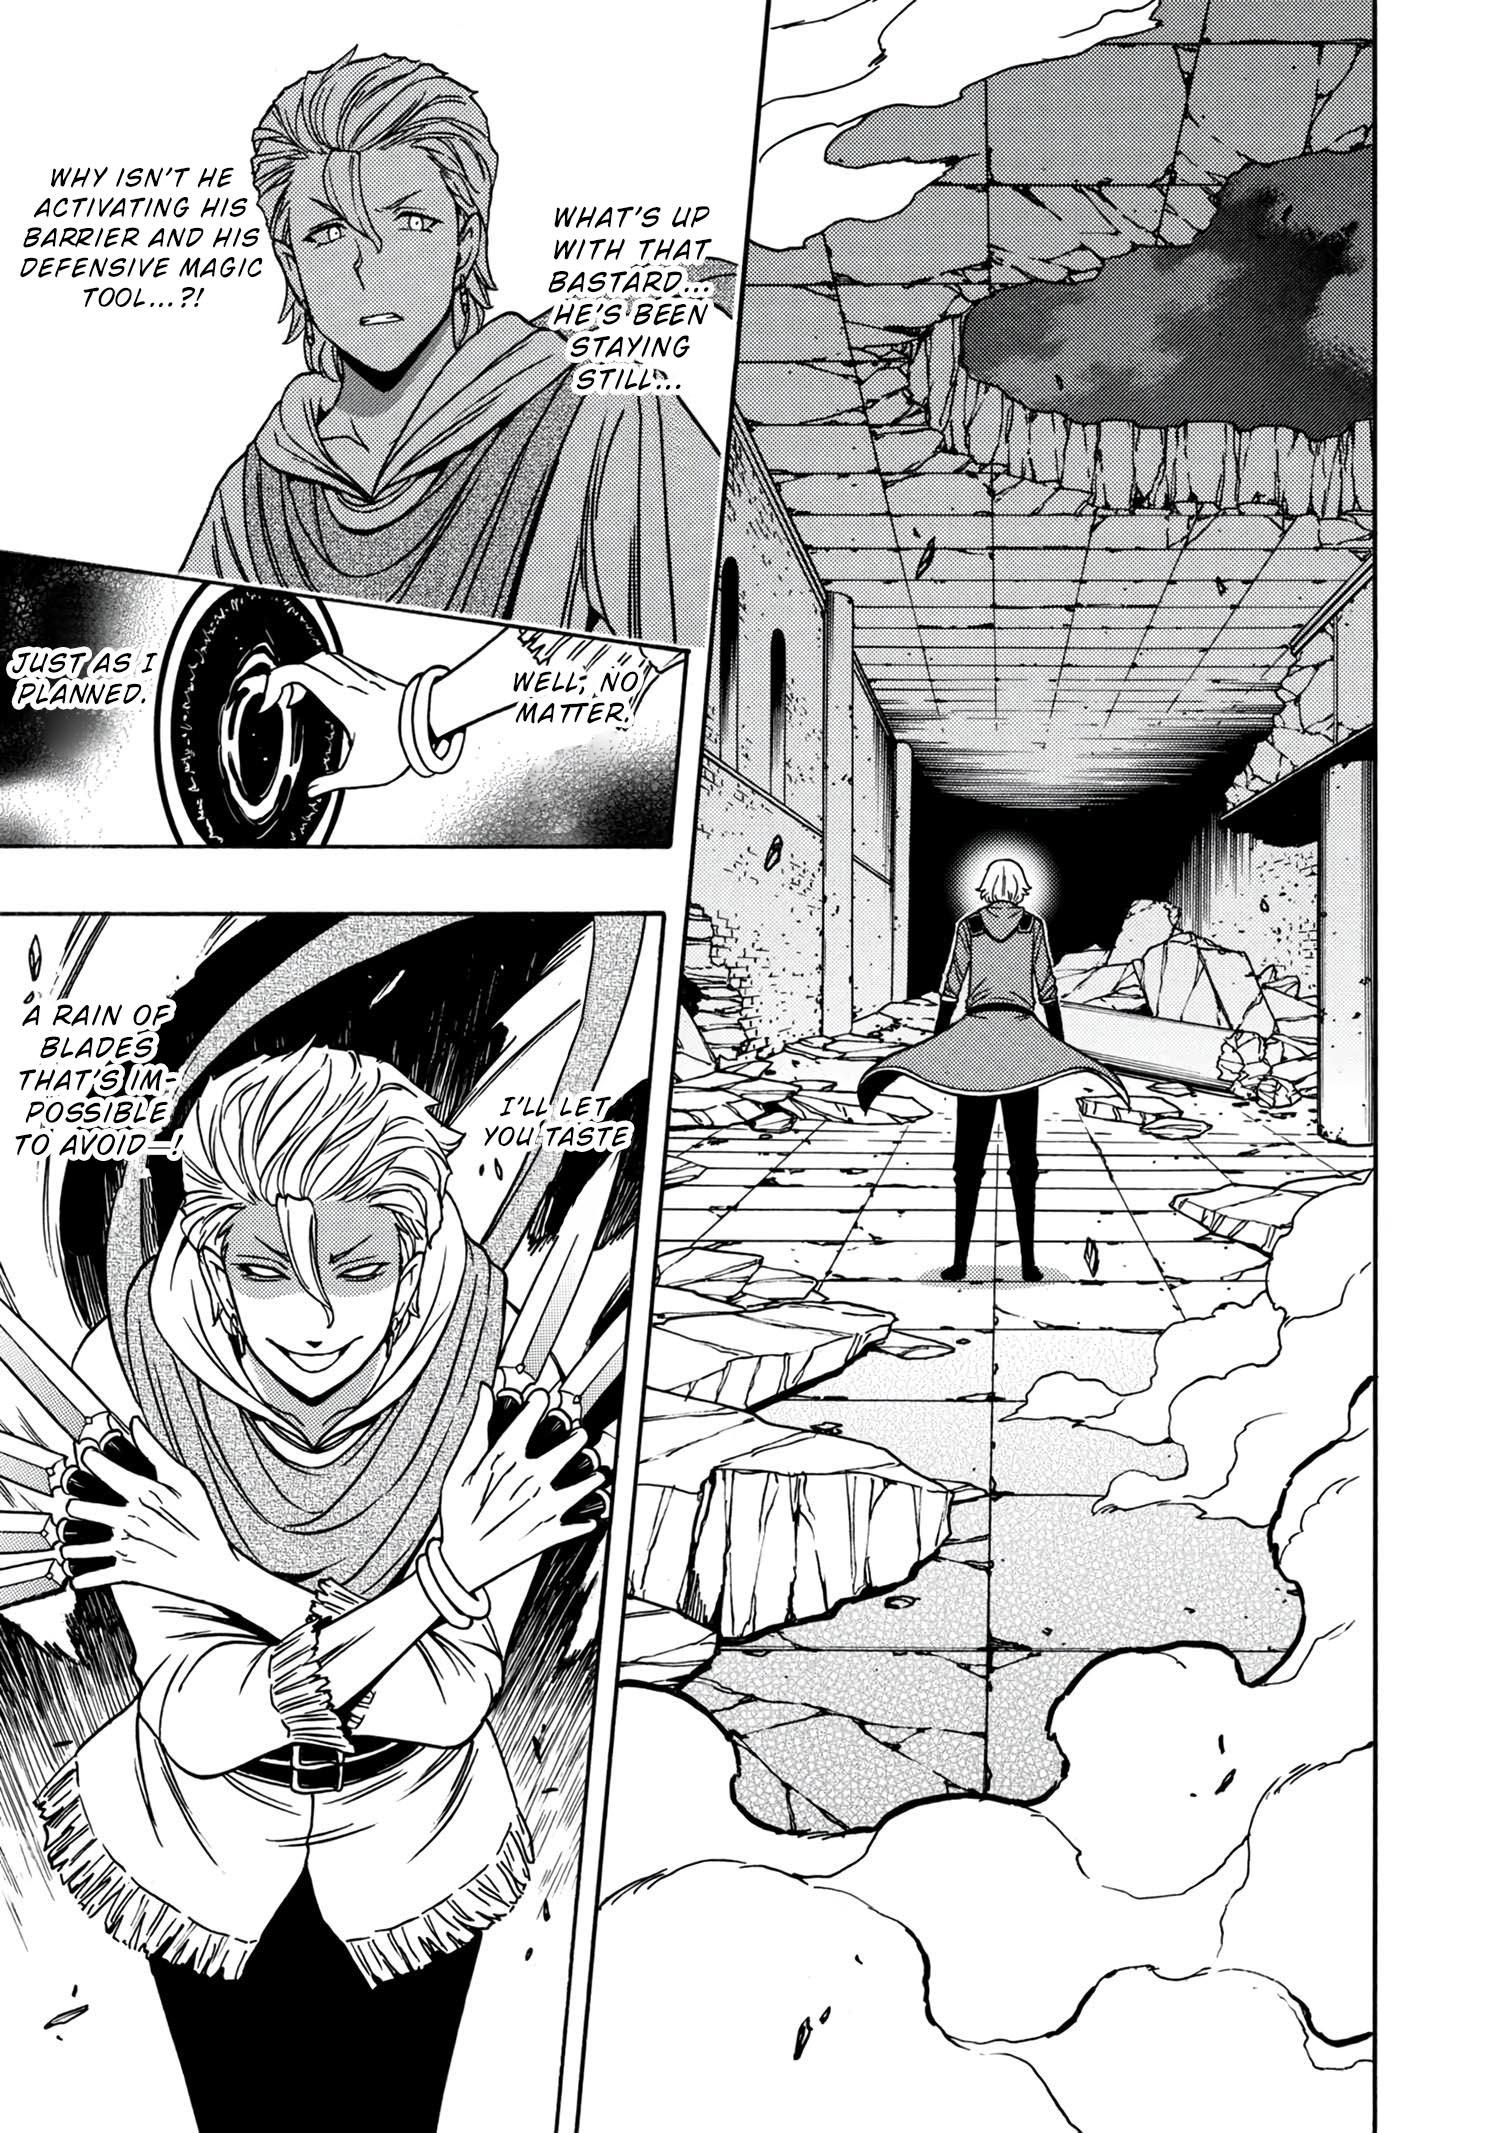 WHAT'S UP
WITH THAT
BASTARD...
HE'S BEEN
STAYING
STILL...
WHY ISN'T HE
ACTIVATING HIS
BARRIER AND HIS
DEFENSIVE MAGIC
TOOL...?!
WELL, NO
MATTER.
JUST AS I
PLANNED.
I'LL LET
YOU TASTE
A RAIN OF
BLADES
THAT'S IM-
POSSIBLE
TO AVOID—!